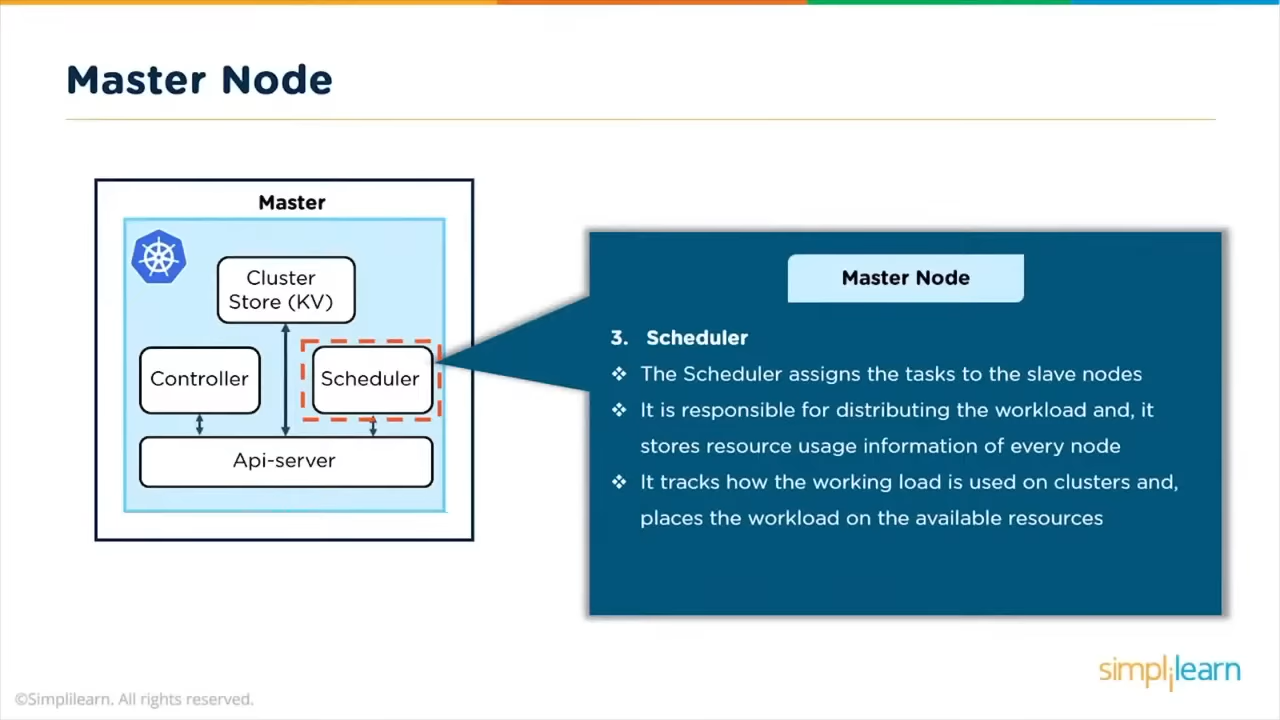 Master Node
Master
Cluster
Store (KV)
Controller
Scheduler
Api-server
Master Node
3. Scheduler
❖ The Scheduler assigns the tasks to the slave nodes
❖ It is responsible for distributing the workload and, it
stores resource usage information of every node
❖ It tracks how the working load is used on clusters and,
places the workload on the available resources
simplilearn
©Simplilearn. All rights reserved.